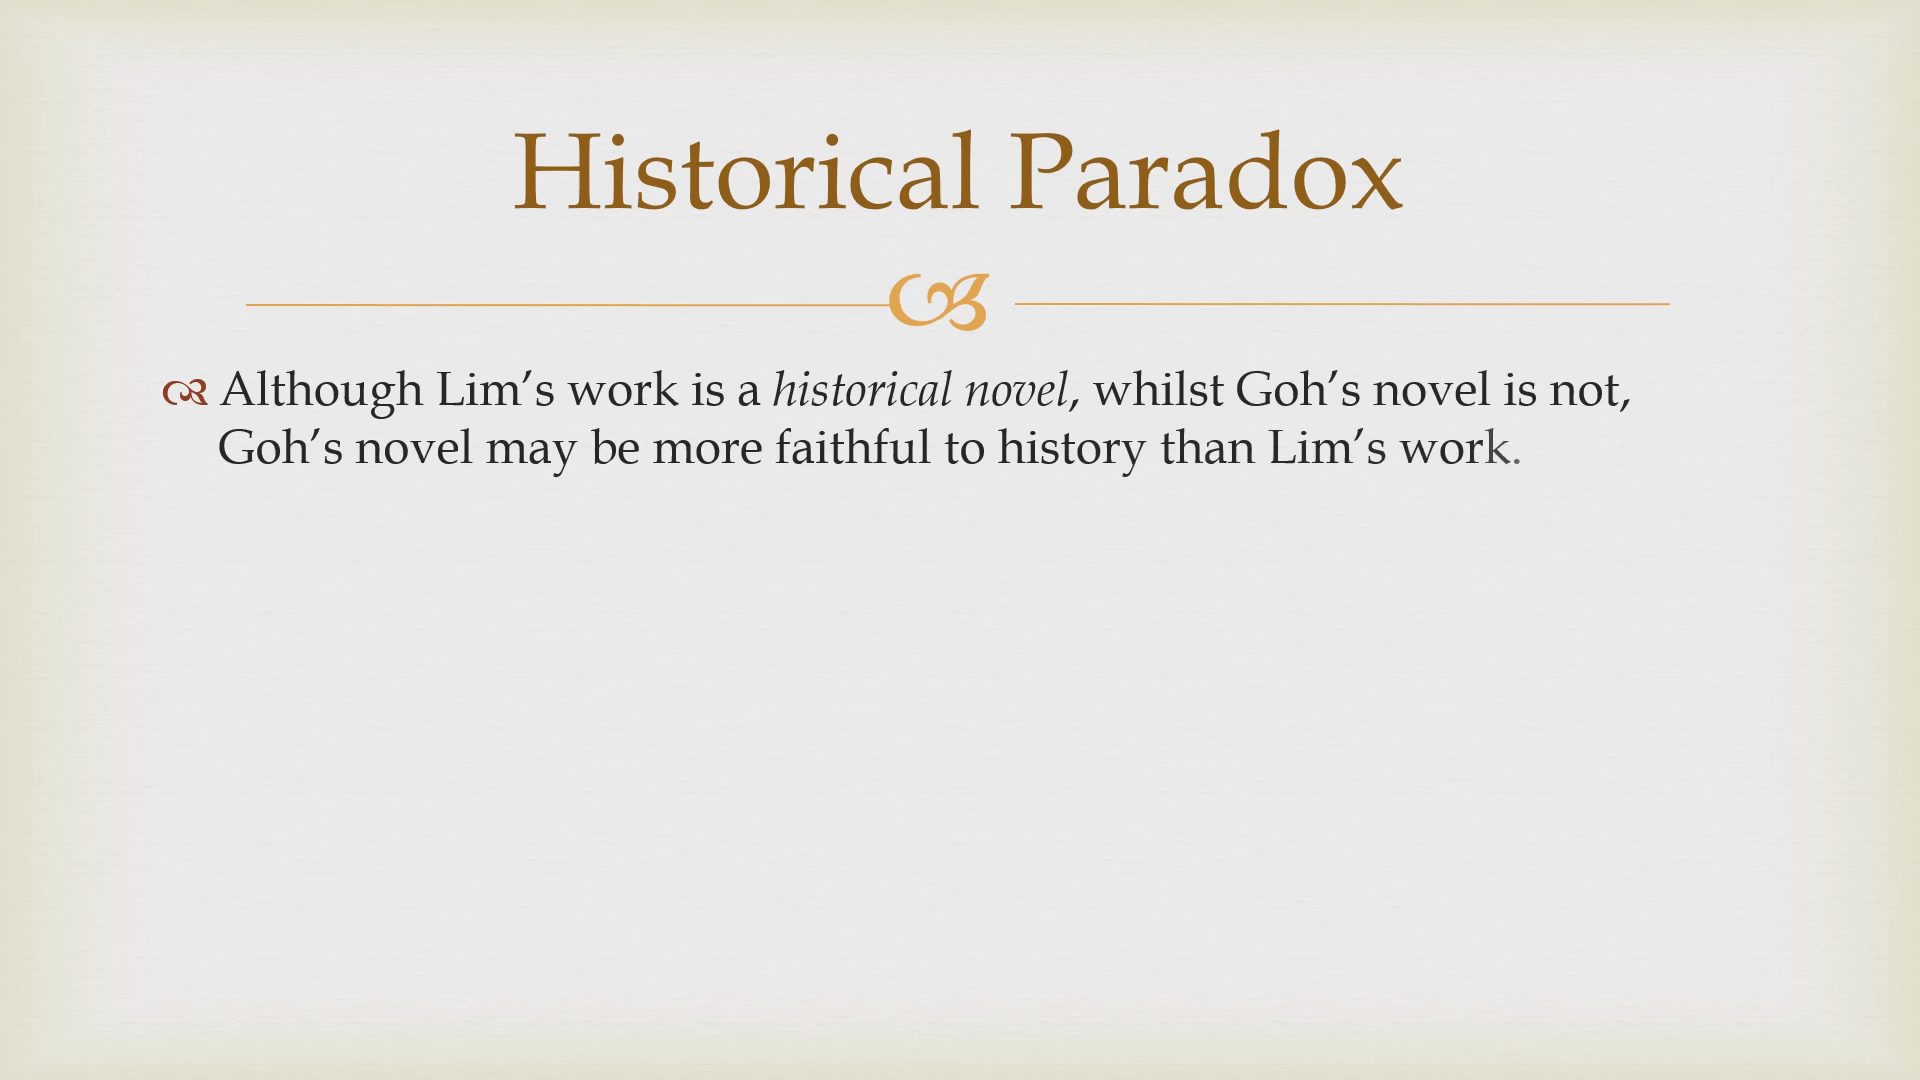 Historical Paradox
Although Lim’s work is a historical novel, whilst Goh’s novel is not,
Goh’s novel may be more faithful to history than Lim’s work.